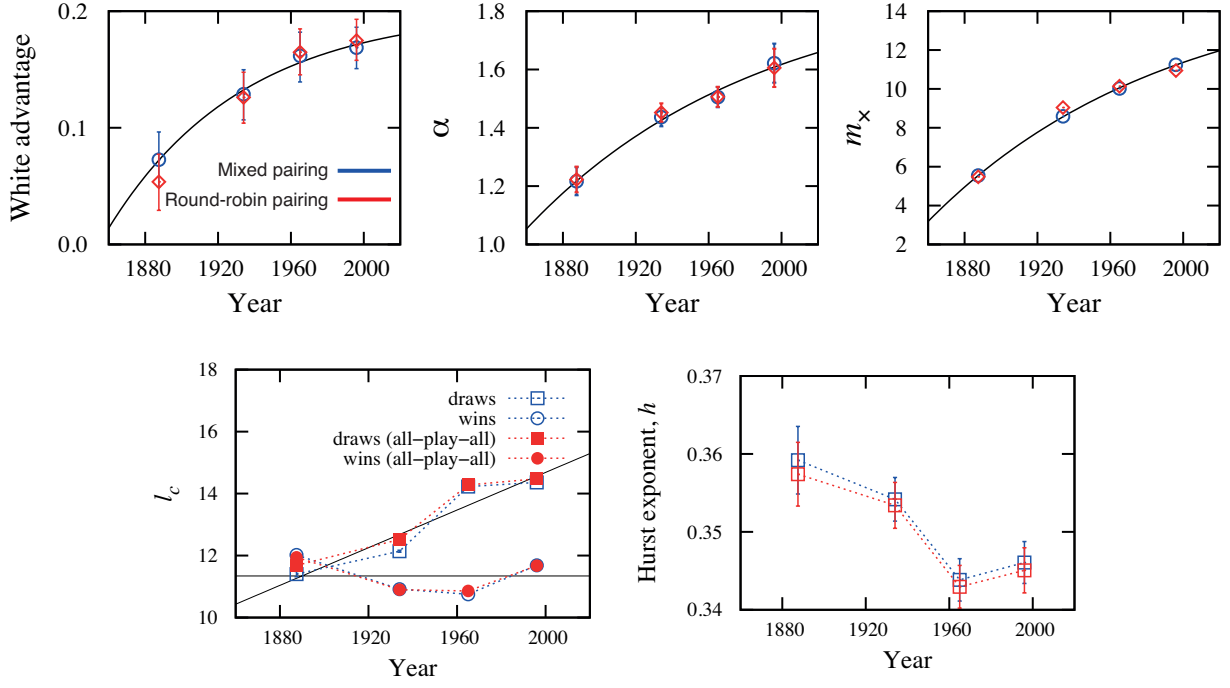 White advantage
0.2
0.1
0.0
Mixed pairing
Round-robin pairing
1880 1920 1960 2000
Year
α
1.8
1.6
1.4
1.2
1.0
1880 1920 1960 2000
Year
m×
14
12
10
8
6
4
2
1880 1920 1960 2000
Year
l_c
18
16
14
12
10
draws
wins
draws (all−play−all)
wins (all−play−all)
1880 1920 1960 2000
Year
Hurst exponent, h
0.37
0.36
0.35
0.34
1880 1920 1960 2000
Year